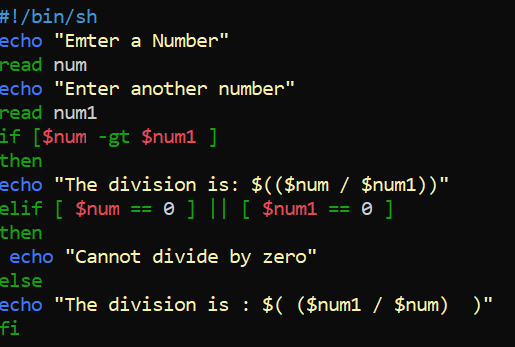 #!/bin/sh
echo "Emter a Number"
read num
echo "Enter another number"
read num1
if [$num -gt $num1 ]
then
echo "The division is: $(($num / $num1))"
elif [ $num == 0 ] || [ $num1 == 0 ]
then
 echo "Cannot divide by zero"
else
echo "The division is : $( ($num1 / $num)  )"
fi